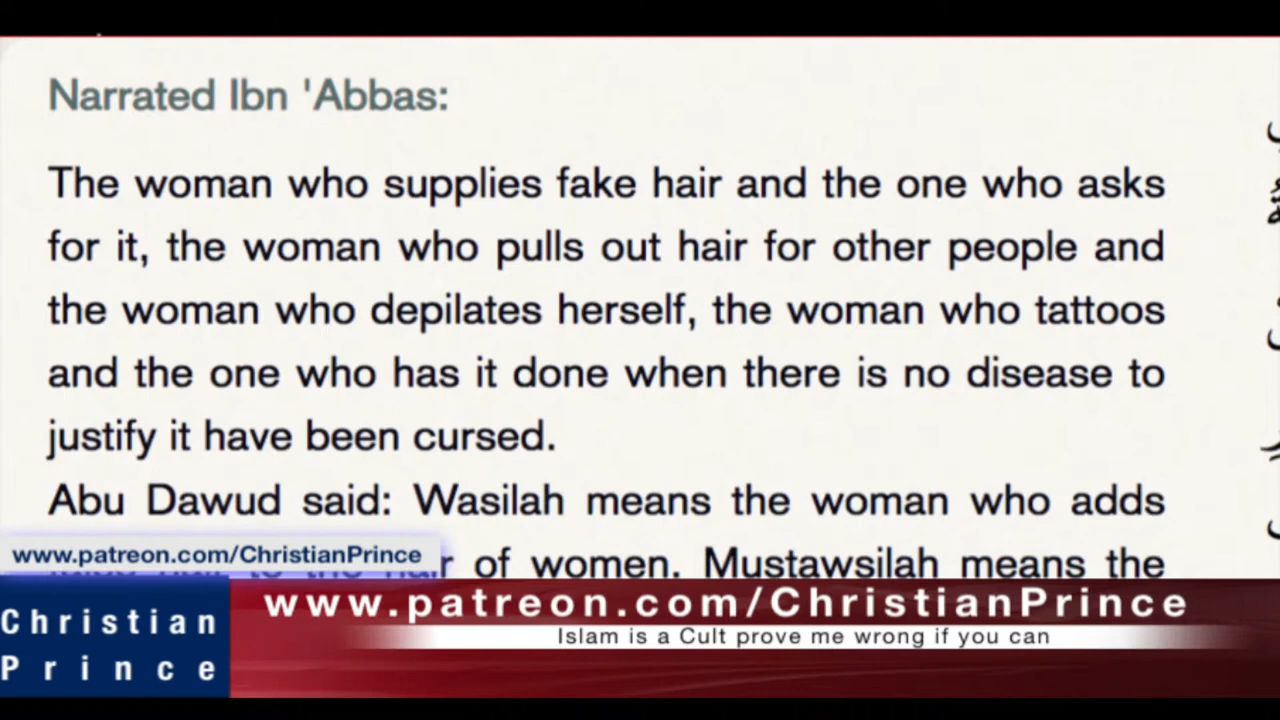 Narrated Ibn 'Abbas:
The woman who supplies fake hair and the one who asks
for it, the woman who pulls out hair for other people and
the woman who depilates herself, the woman who tattoos
and the one who has it done when there is no disease to
justify it have been cursed.
Abu Dawud said: Wasilah means the woman who adds
of women. Mustawsilah means the
www.patreon.com/ChristianPrince
www.patreon.com/ChristianPrince
Islam is a Cult prove me wrong if you can
Christian
Prince